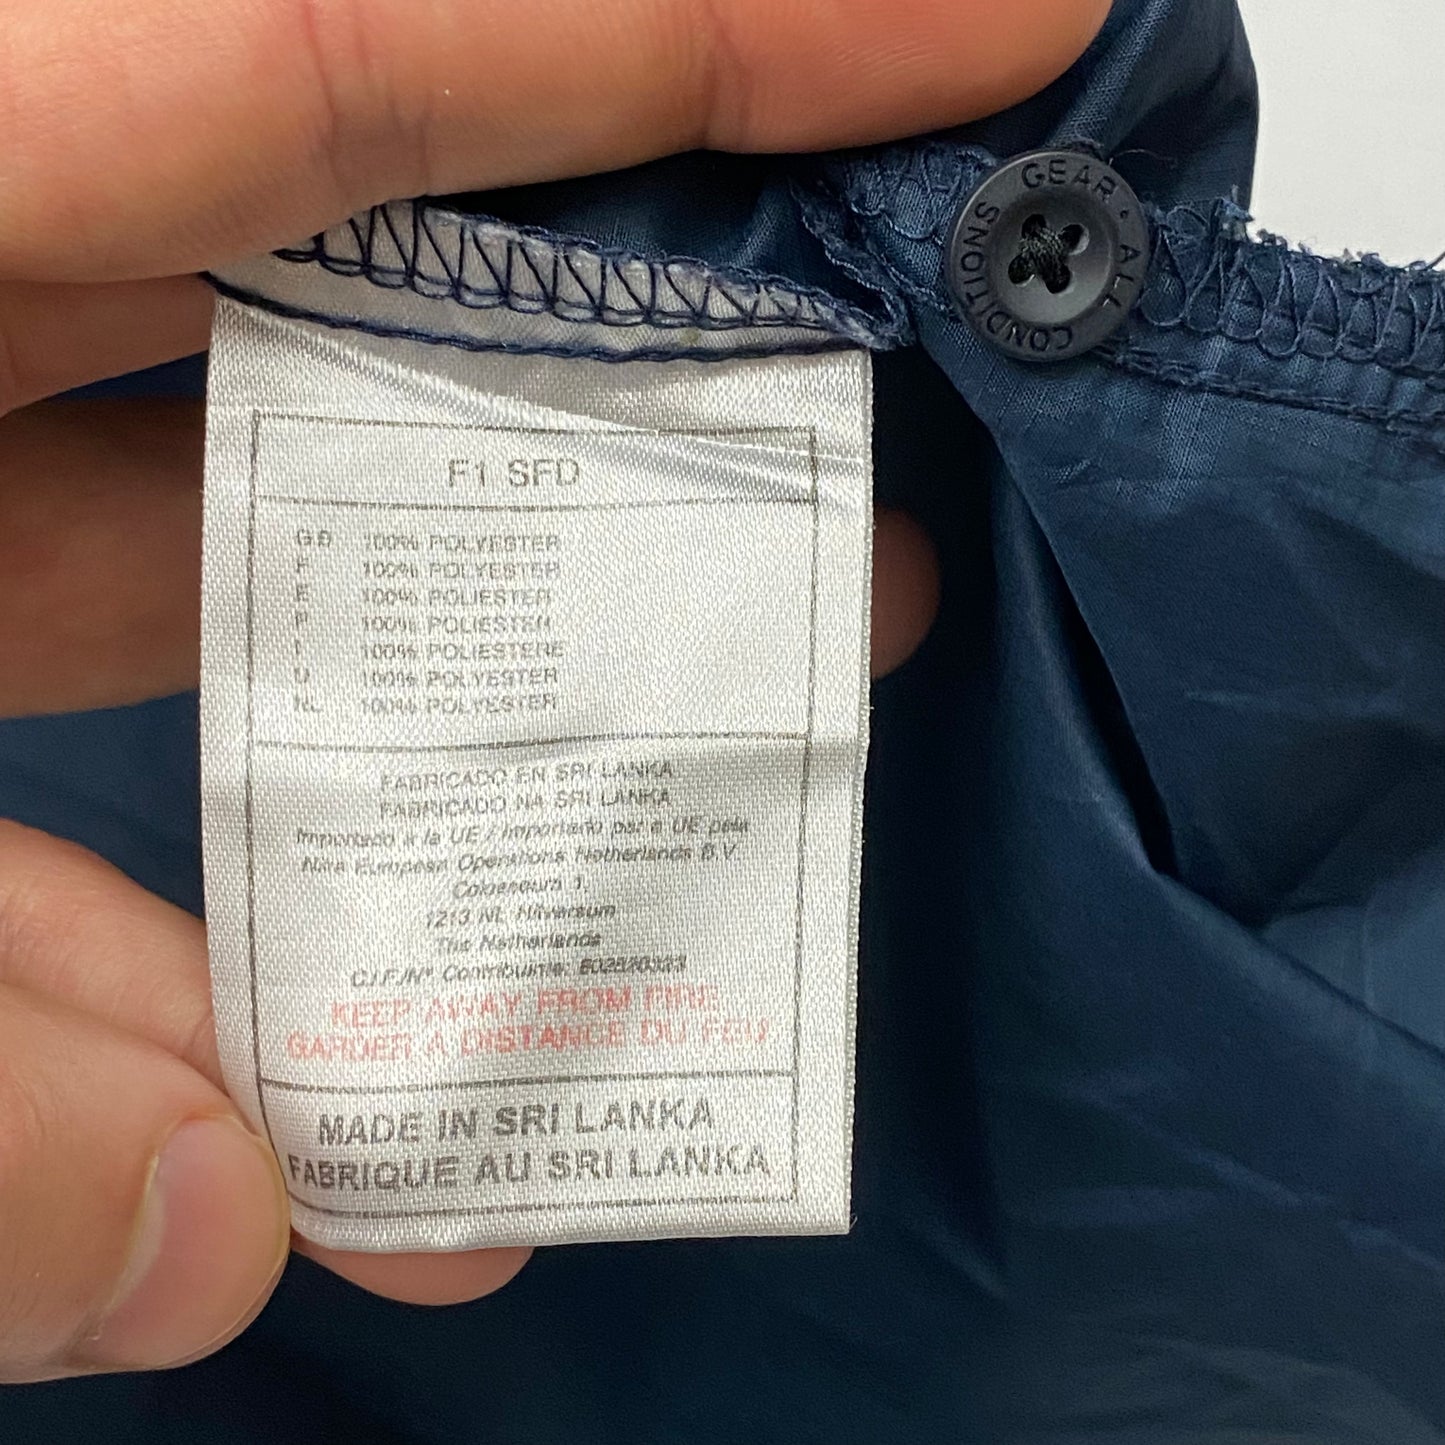 GEAR • ALL CONDITIONS
F1 SFD
GB 100% POLYESTER
F 100% POLYESTER
E 100% POLIESTER
P 100% POLIESTER
I 100% POLIESTERE
U 100% POLYESTER
NL 100% POLYESTER
FABRICADO EN SRI LANKA
FABRICADO NA SRI LANKA
Importado a la UE / Importado por a UE pela
Nike European Operations Netherlands B.V
Colosseum 1,
1213 NL Hilversum
The Netherlands
C.I.F./Nº Contribuinte:
KEEP AWAY FROM FIRE
GARDER A DISTANCE DU FEU
MADE IN SRI LANKA
FABRIQUE AU SRI LANKA